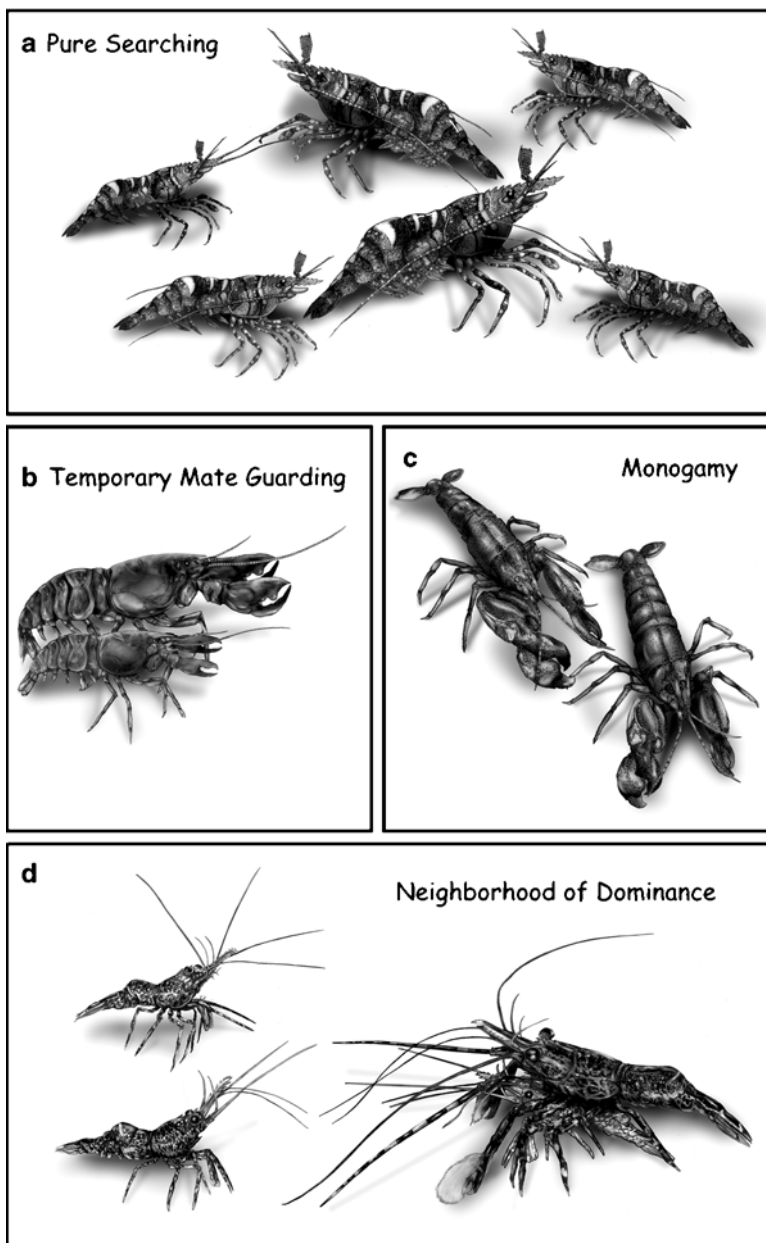 a Pure Searching
b Temporary Mate Guarding
c Monogamy
d
Neighborhood of Dominance